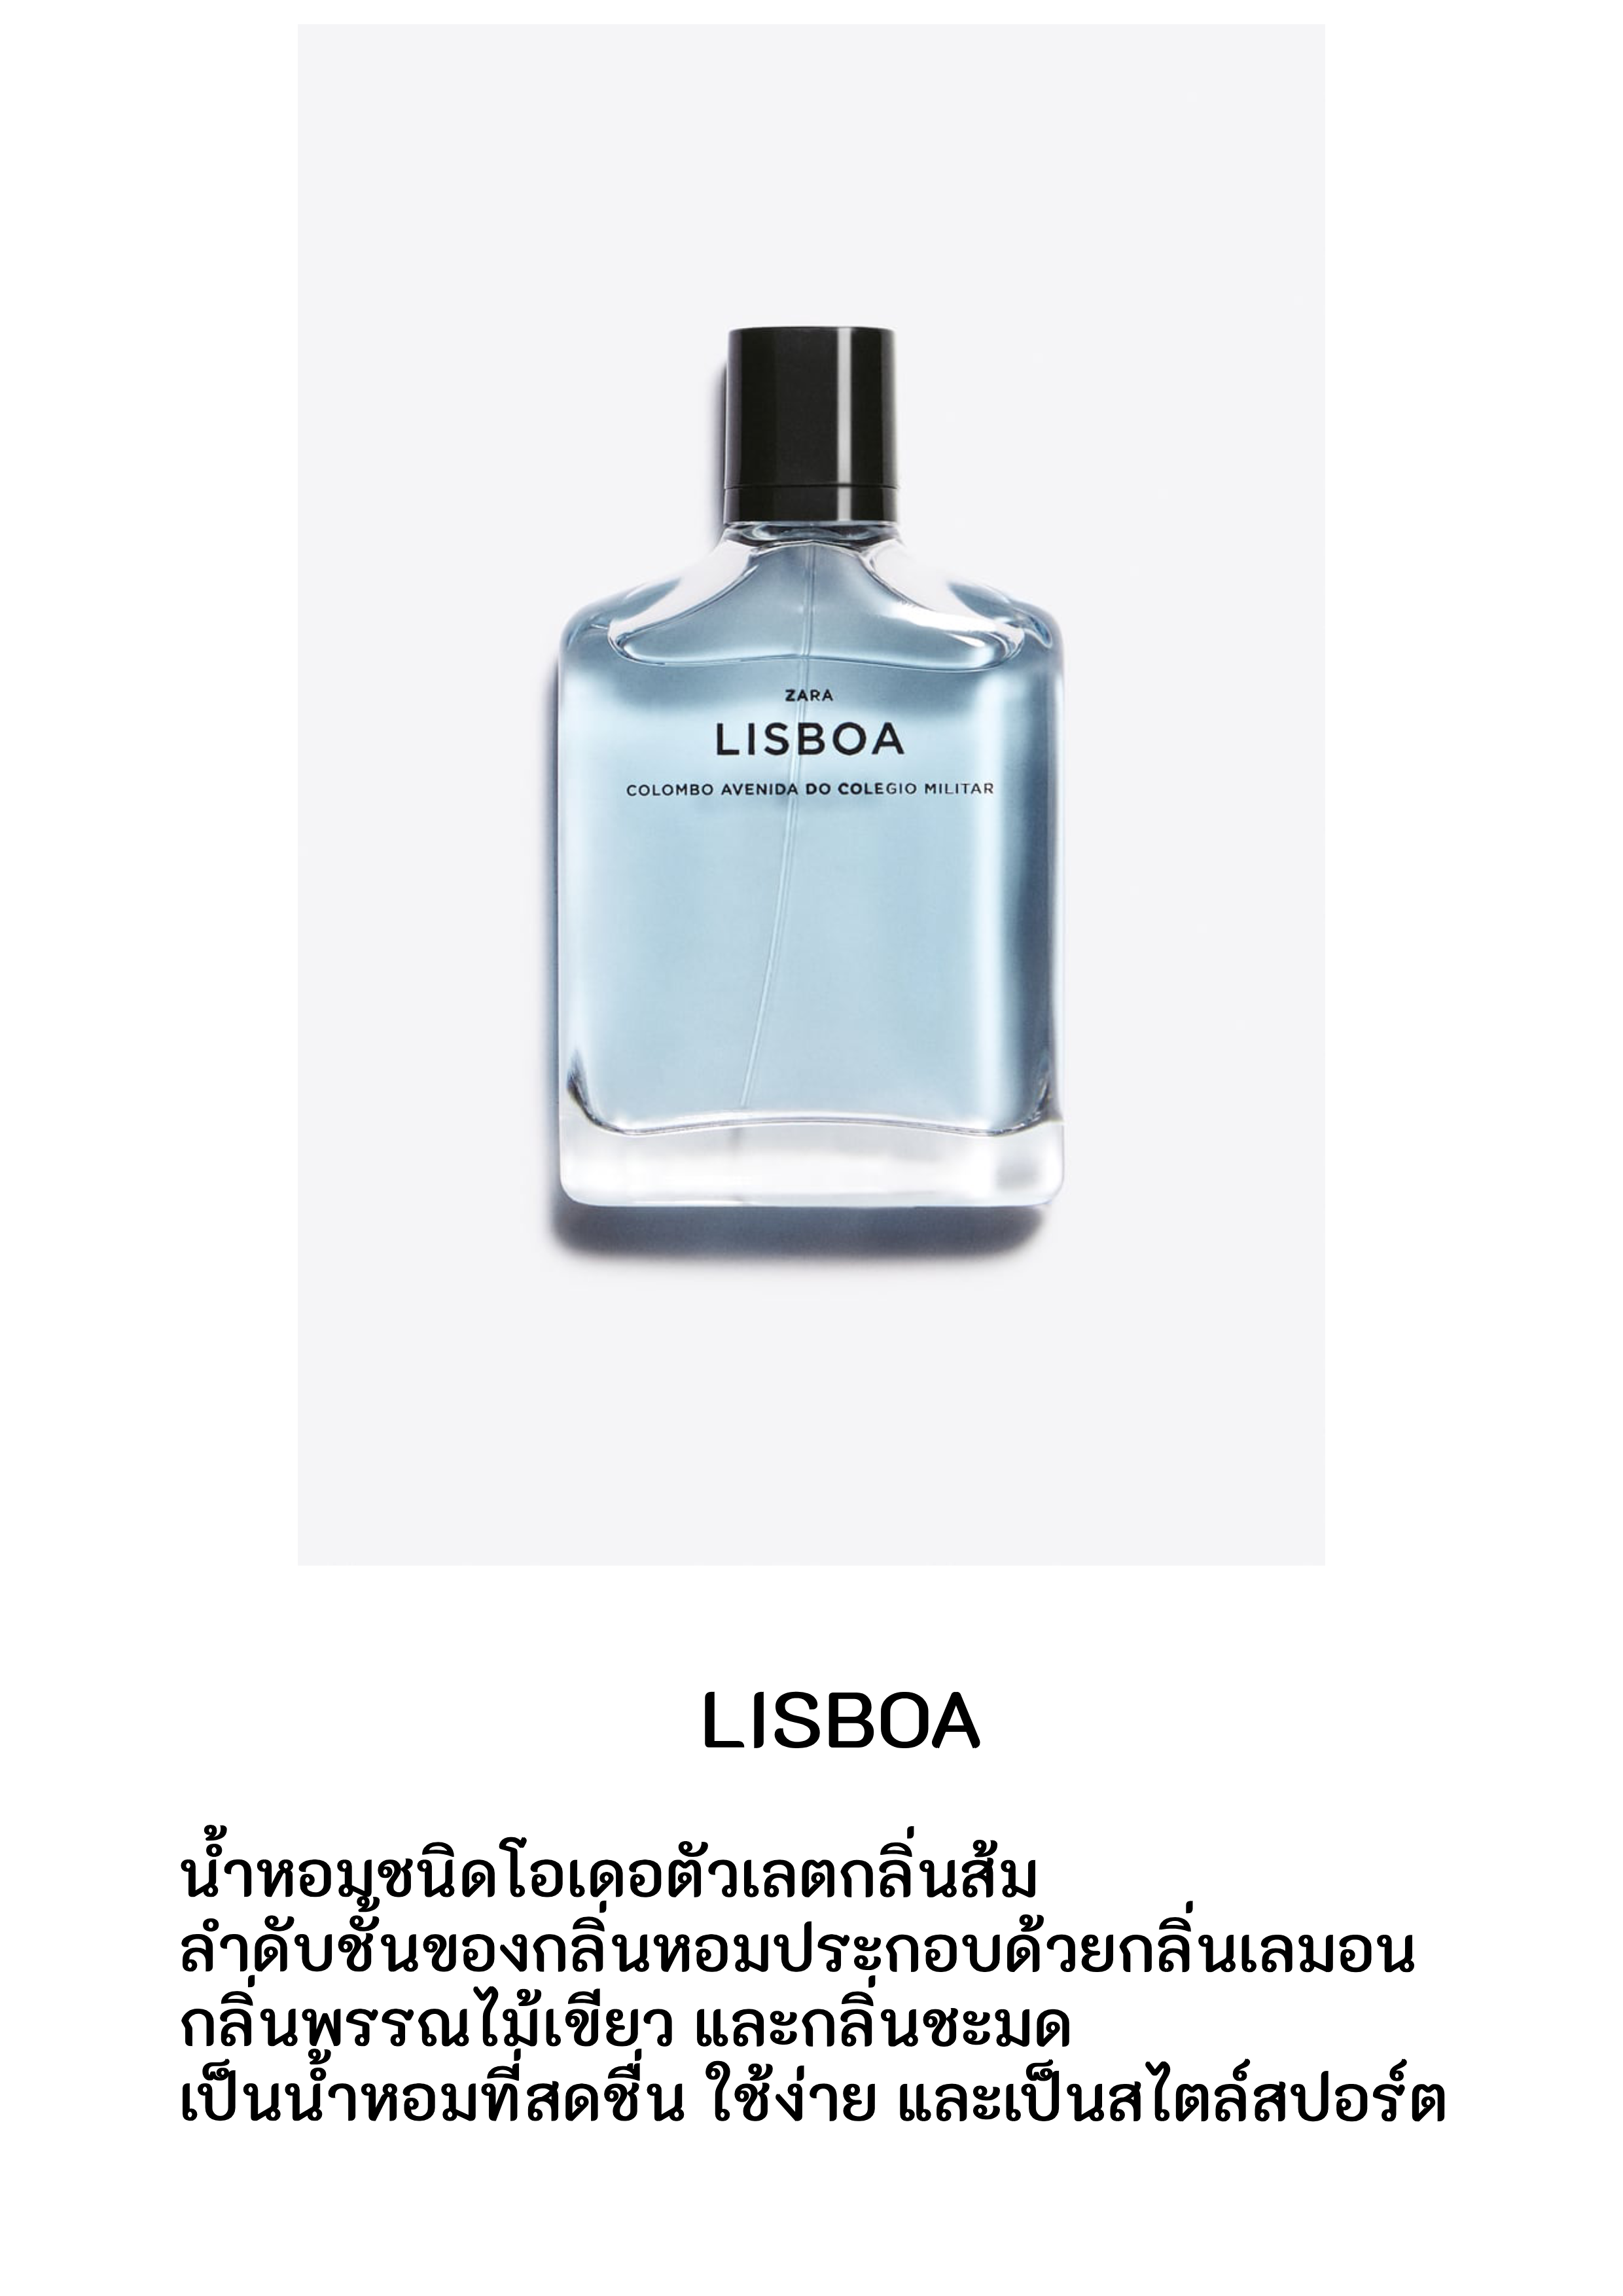 ZARA
LISBOA
COLOMBO AVENIDA DO COLEGIO MILITAR
LISBOA
น้ำหอมชนิดโอเดอตัวเลตกลิ่นส้ม
ลำดับชั้นของกลิ่นหอมประกอบด้วยกลิ่นเลมอน
กลิ่นพรรณไม้เขียว และกลิ่นชะมด
เป็นน้ำหอมที่สดชื่น ใช้ง่าย และเป็นสไตล์สปอร์ต